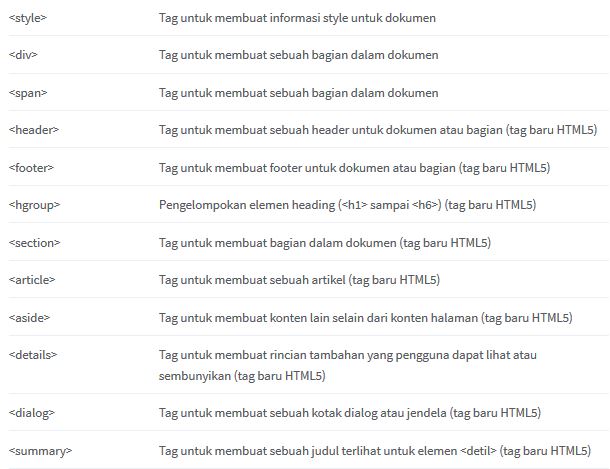 <style> Tag untuk membuat informasi style untuk dokumen
<div> Tag untuk membuat sebuah bagian dalam dokumen
<span> Tag untuk membuat sebuah bagian dalam dokumen
<header> Tag untuk membuat sebuah header untuk dokumen atau bagian (tag baru HTML5)
<footer> Tag untuk membuat footer untuk dokumen atau bagian (tag baru HTML5)
<hgroup> Pengelompokan elemen heading (<h1> sampai <h6>) (tag baru HTML5)
<section> Tag untuk membuat bagian dalam dokumen (tag baru HTML5)
<article> Tag untuk membuat sebuah artikel (tag baru HTML5)
<aside> Tag untuk membuat konten lain selain dari konten halaman (tag baru HTML5)
<details> Tag untuk membuat rincian tambahan yang pengguna dapat lihat atau
sembunyikan (tag baru HTML5)
<dialog> Tag untuk membuat sebuah kotak dialog atau jendela (tag baru HTML5)
<summary> Tag untuk membuat sebuah judul terlihat untuk elemen <detil> (tag baru HTML5)